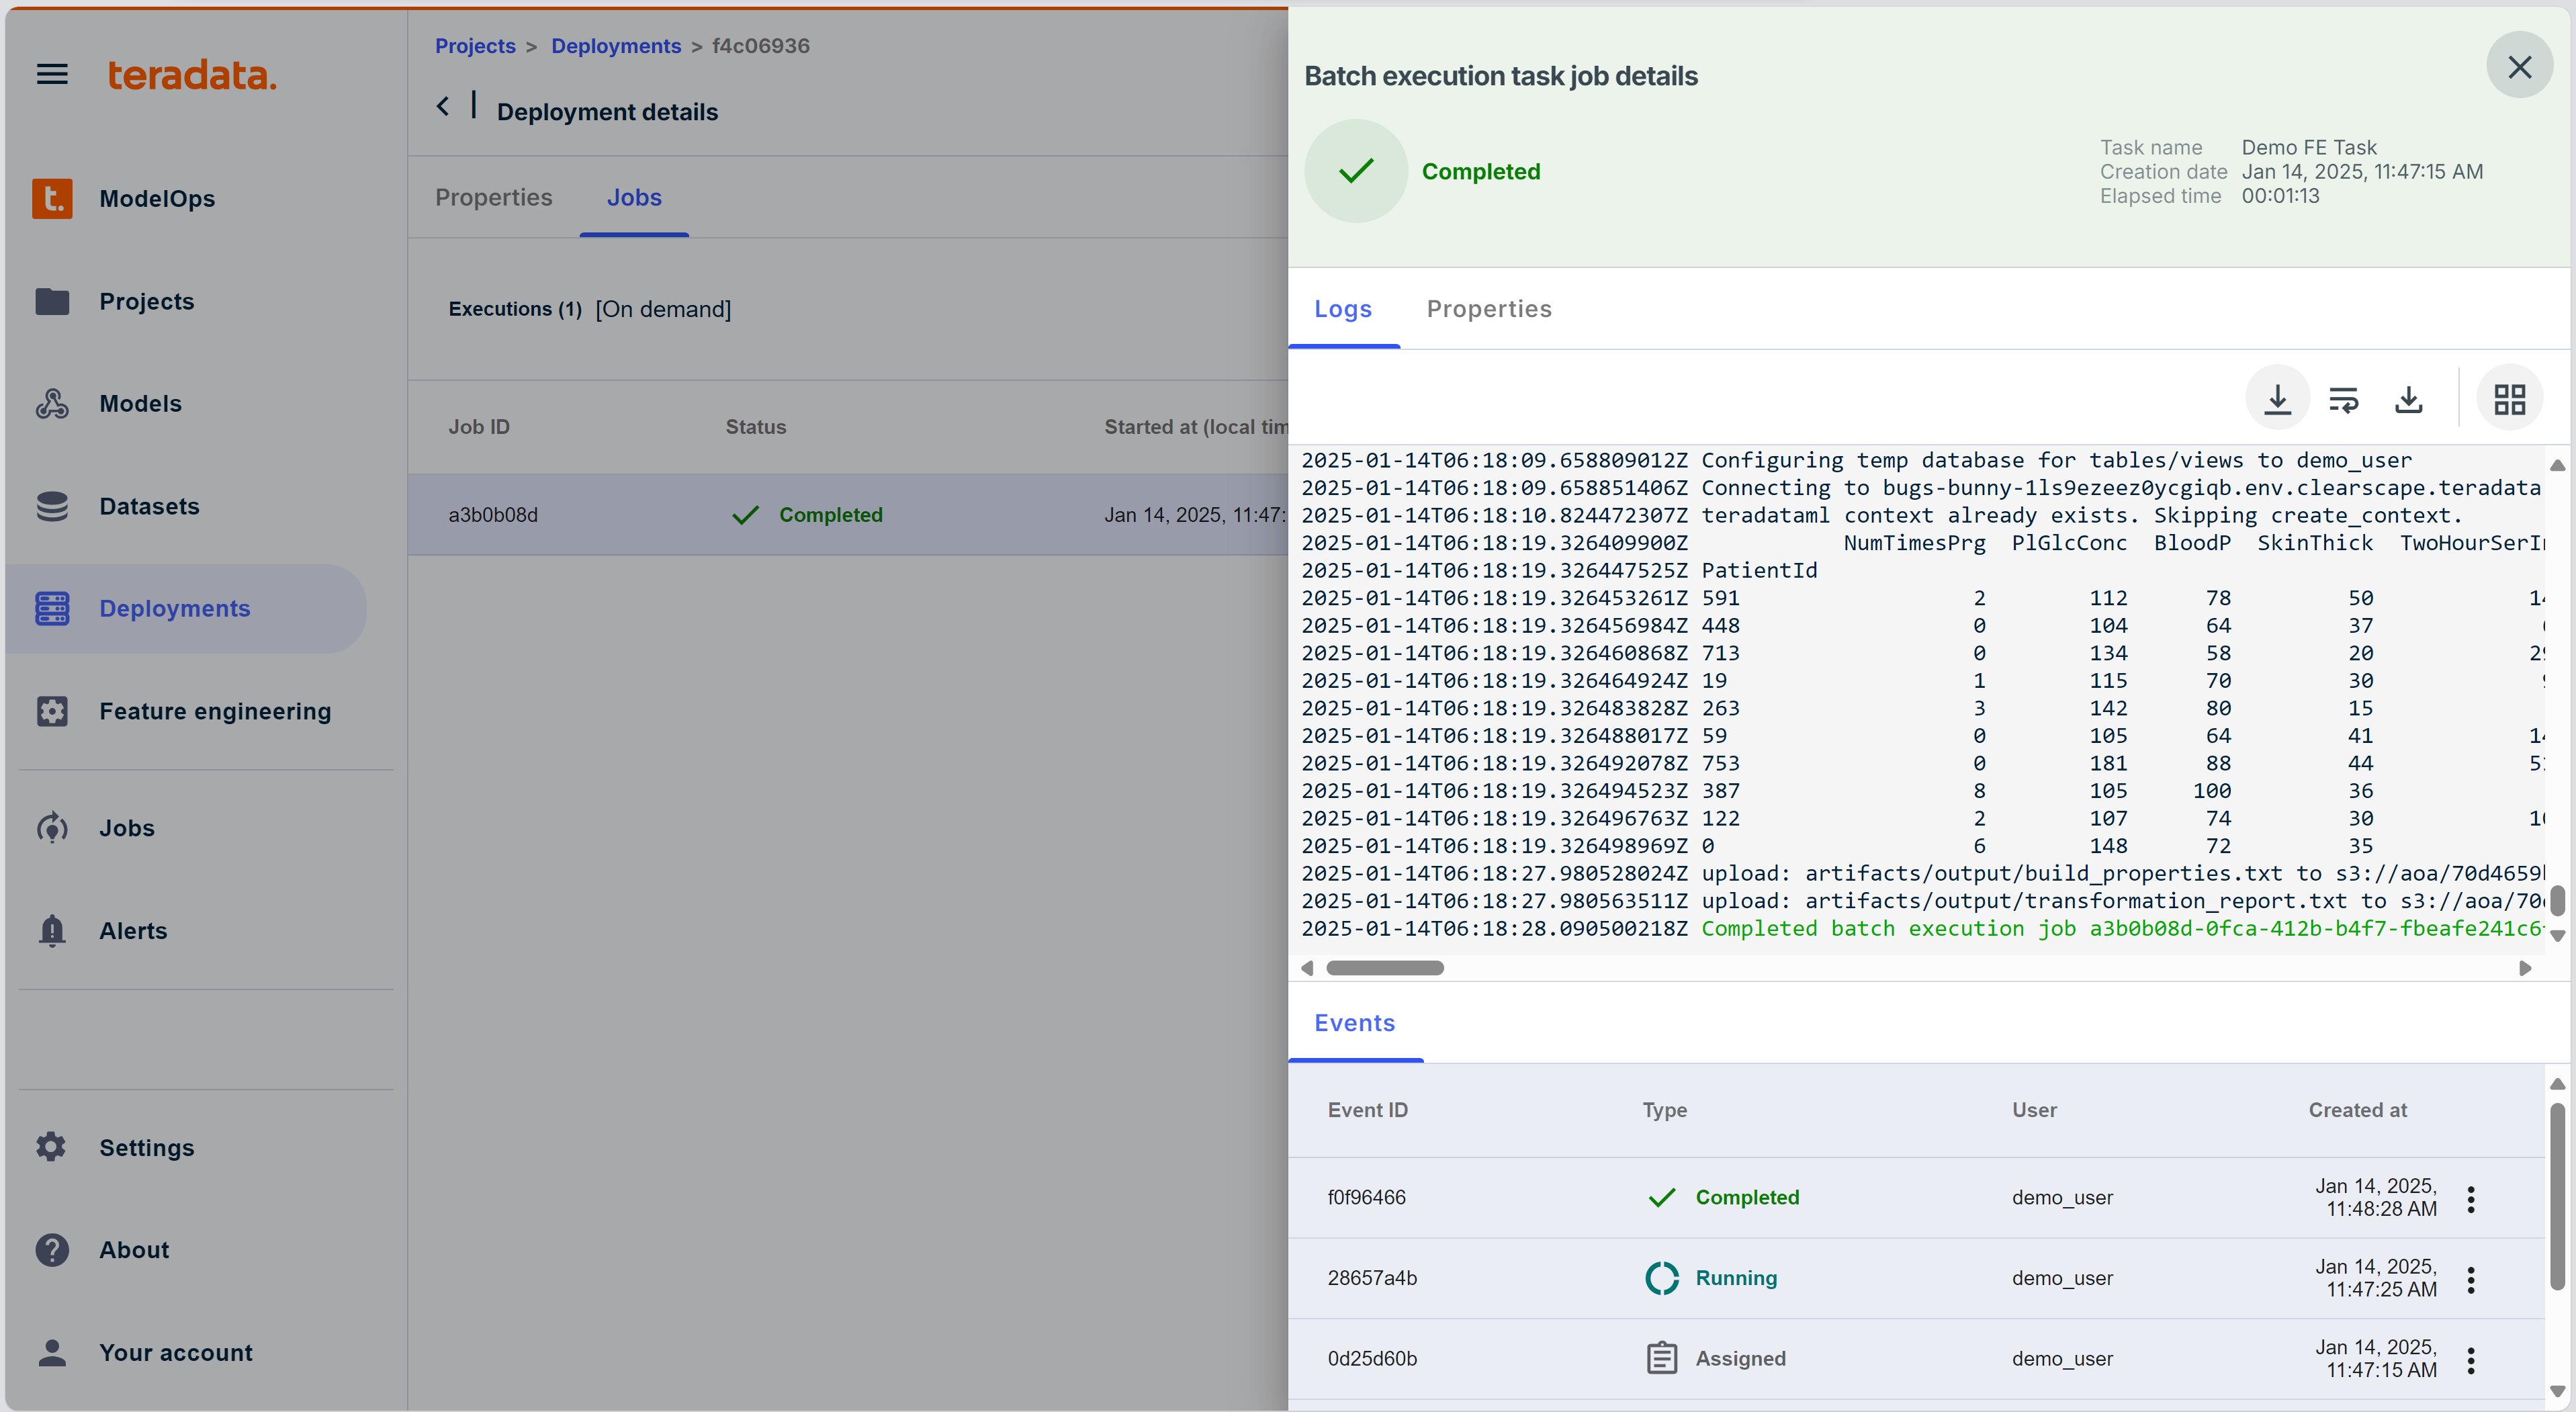 teradata.
ModelOps
Projects
Models
Datasets
Deployments
Feature engineering
Jobs
Alerts
Settings
About
Your account
Projects > Deployments > f4c06936
Deployment details
Properties Jobs
Executions (1) [On demand]
Job ID Status Started at (local tim
a3b0b08d Completed Jan 14, 2025, 11:47:
Batch execution task job details
Completed
Task name Demo FE Task
Creation date Jan 14, 2025, 11:47:15 AM
Elapsed time 00:01:13
Logs Properties
2025-01-14T06:18:09.658809012Z Configuring temp database for tables/views to demo_user
2025-01-14T06:18:09.658851406Z Connecting to bugs-bunny-1ls9ezeez0ycgiqb.env.clearscape.teradata
2025-01-14T06:18:10.824472307Z teradataml context already exists. Skipping create_context.
2025-01-14T06:18:19.326409900Z NumTimesPrg PlGlcConc BloodP SkinThick TwoHourSerI
2025-01-14T06:18:19.326447525Z PatientId
2025-01-14T06:18:19.326453261Z 591 2 112 78 50 14
2025-01-14T06:18:19.326456984Z 448 0 104 64 37
2025-01-14T06:18:19.326460868Z 713 0 134 58 20 29
2025-01-14T06:18:19.326464924Z 19 1 115 70 30
2025-01-14T06:18:19.326483828Z 263 3 142 80 15
2025-01-14T06:18:19.326488017Z 59 0 105 64 41 14
2025-01-14T06:18:19.326492078Z 753 0 181 88 44 5
2025-01-14T06:18:19.326494523Z 387 8 105 100 36
2025-01-14T06:18:19.326496763Z 122 2 107 74 30 10
2025-01-14T06:18:19.326498969Z 0 6 148 72 35
2025-01-14T06:18:27.980528024Z upload: artifacts/output/build_properties.txt to s3://aoa/70d4659
2025-01-14T06:18:27.980563511Z upload: artifacts/output/transformation_report.txt to s3://aoa/70
2025-01-14T06:18:28.090500218Z Completed batch execution job a3b0b08d-0fca-412b-b4f7-fbeafe241c6
Events
Event ID Type User Created at
f0f96466 Completed demo_user Jan 14, 2025,
11:48:28 AM
28657a4b Running demo_user Jan 14, 2025,
11:47:25 AM
0d25d60b Assigned demo_user Jan 14, 2025,
11:47:15 AM